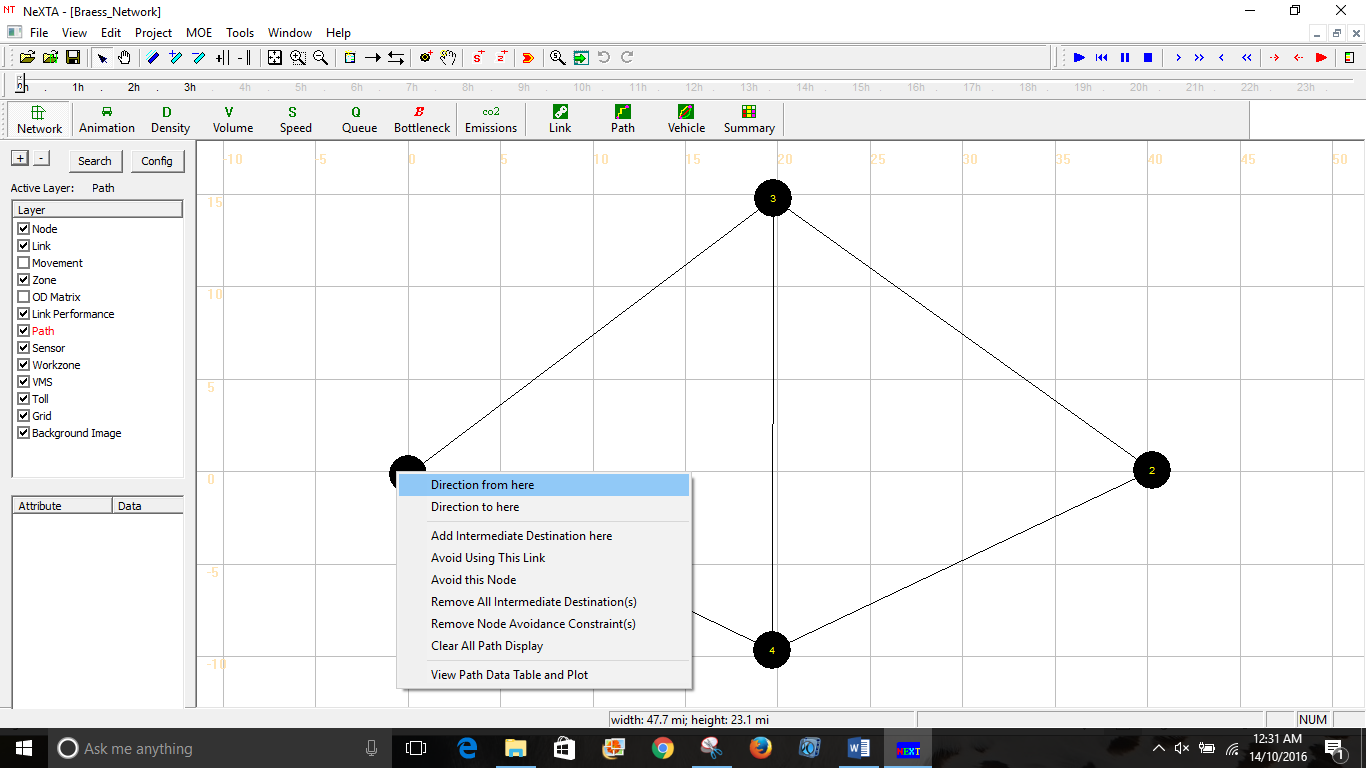 NeXTA - [Braess_Network]
File View Edit Project MOE Tools Window Help
0h 1h 2h 3h 4h 5h 6h 7h 8h 9h 10h 11h 12h 13h 14h 15h 16h 17h 18h 19h 20h 21h 22h 23h
D V S Q B co2
Network Animation Density Volume Speed Queue Bottleneck Emissions Link Path Vehicle Summary
+ - Search Config
Active Layer: Path
Layer
Node
Link
Movement
Zone
OD Matrix
Link Performance
Path
Sensor
Workzone
VMS
Toll
Grid
Background Image
Attribute Data
-10 -5 0 5 10 15 20 25 30 35 40 45 50
15
10
5
0
-5
-10
3
2
4
Direction from here
Direction to here
Add Intermediate Destination here
Avoid Using This Link
Avoid this Node
Remove All Intermediate Destination(s)
Remove Node Avoidance Constraint(s)
Clear All Path Display
View Path Data Table and Plot
width: 47.7 mi; height: 23.1 mi
NUM
Ask me anything
NEXT
12:31 AM
14/10/2016
1